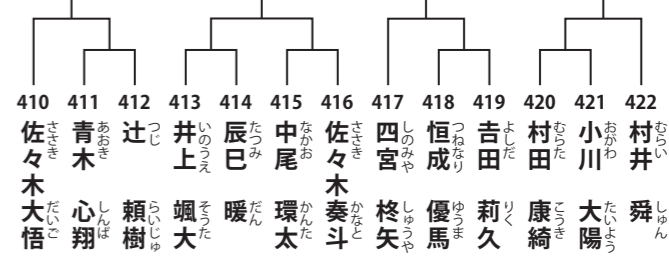 410 411 412 413 414 415 416 417 418 419 420 421 422
佐々木 大悟
ささき だいご
青木 心翔
あおき しんば
辻 頼樹
つじ らいじゅ
井上 颯大
いのうえ そうた
辰巳 暖
たつみ だん
中尾 環太
なかお かんた
佐々木 奏斗
ささき かなと
四宮 柊矢
しのみや しゅうや
恒成 優馬
つねなり ゆうま
𠮷田 莉久
よしだ りく
村田 康綺
むらた こうき
小川 大陽
おがわ たいよう
村井 舜
むらい しゅん